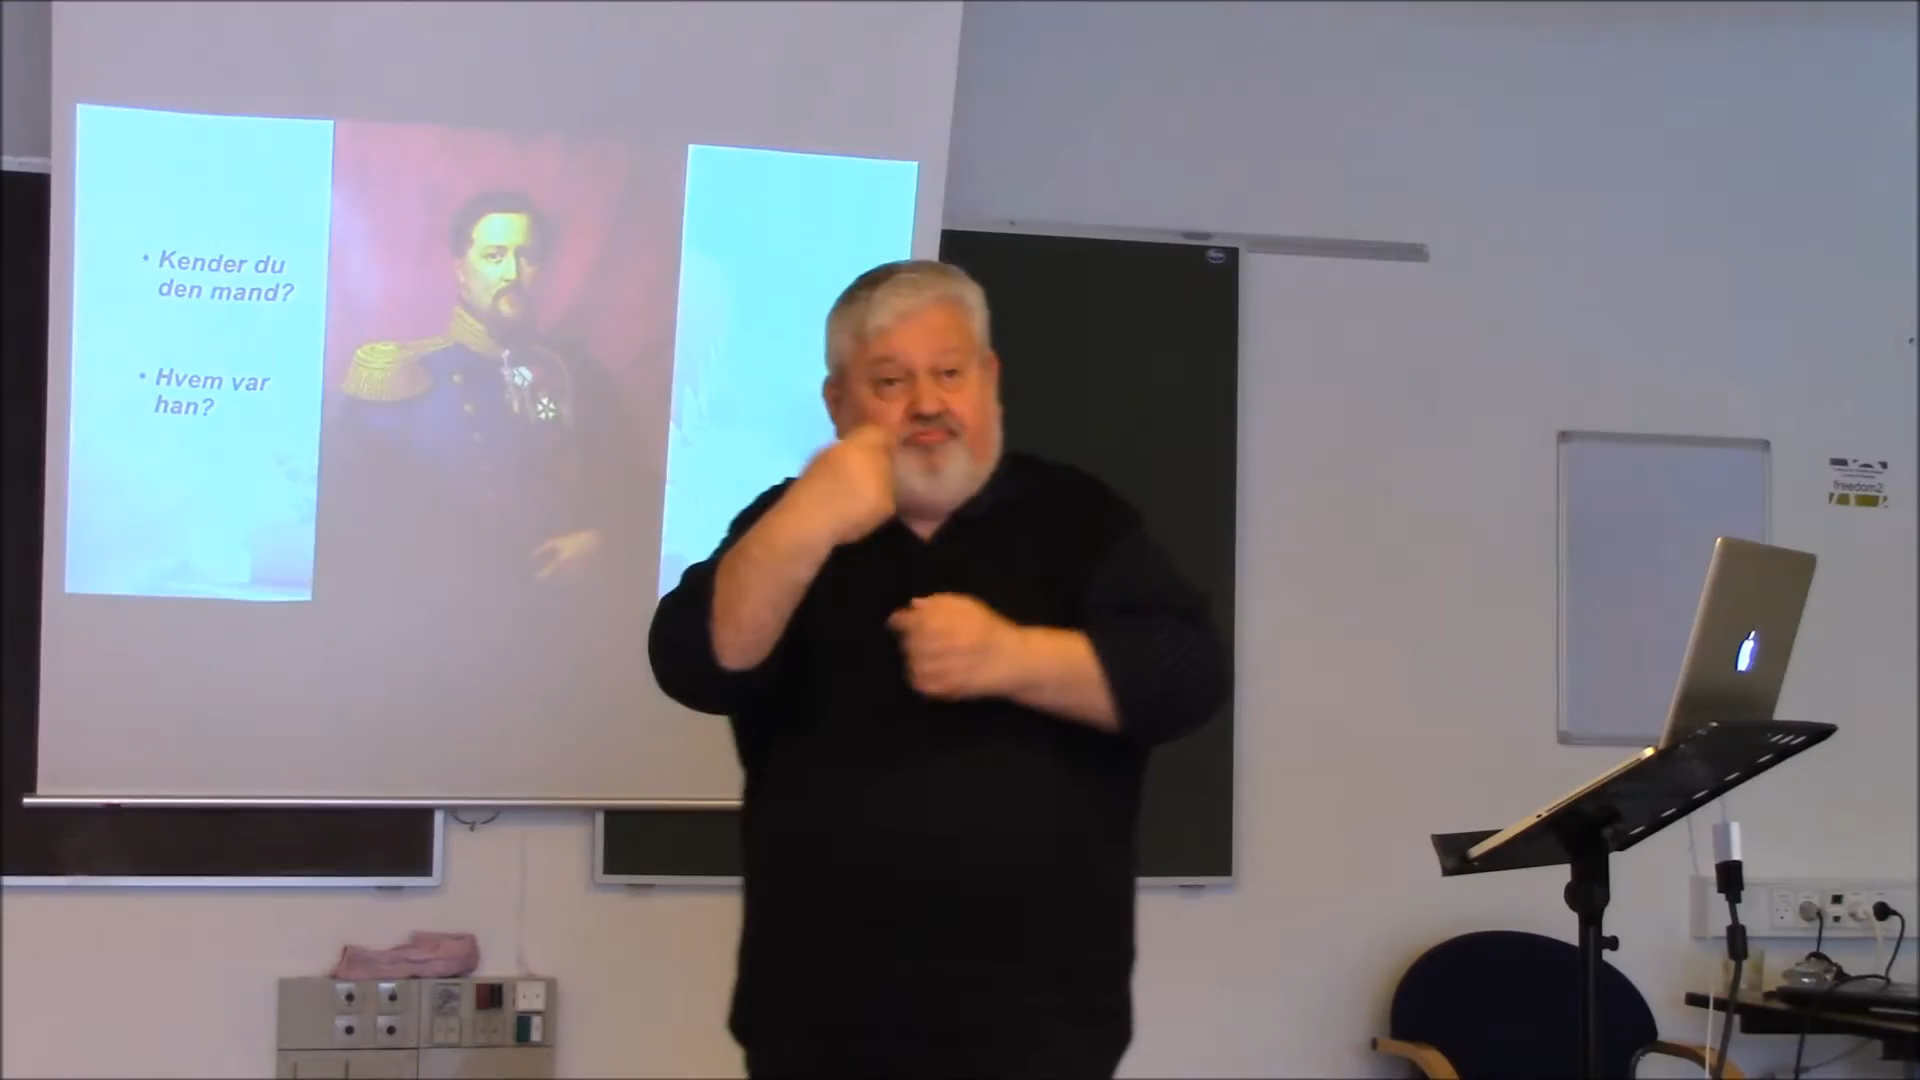 • Kender du
den mand?
• Hvem var
han?
freedom2